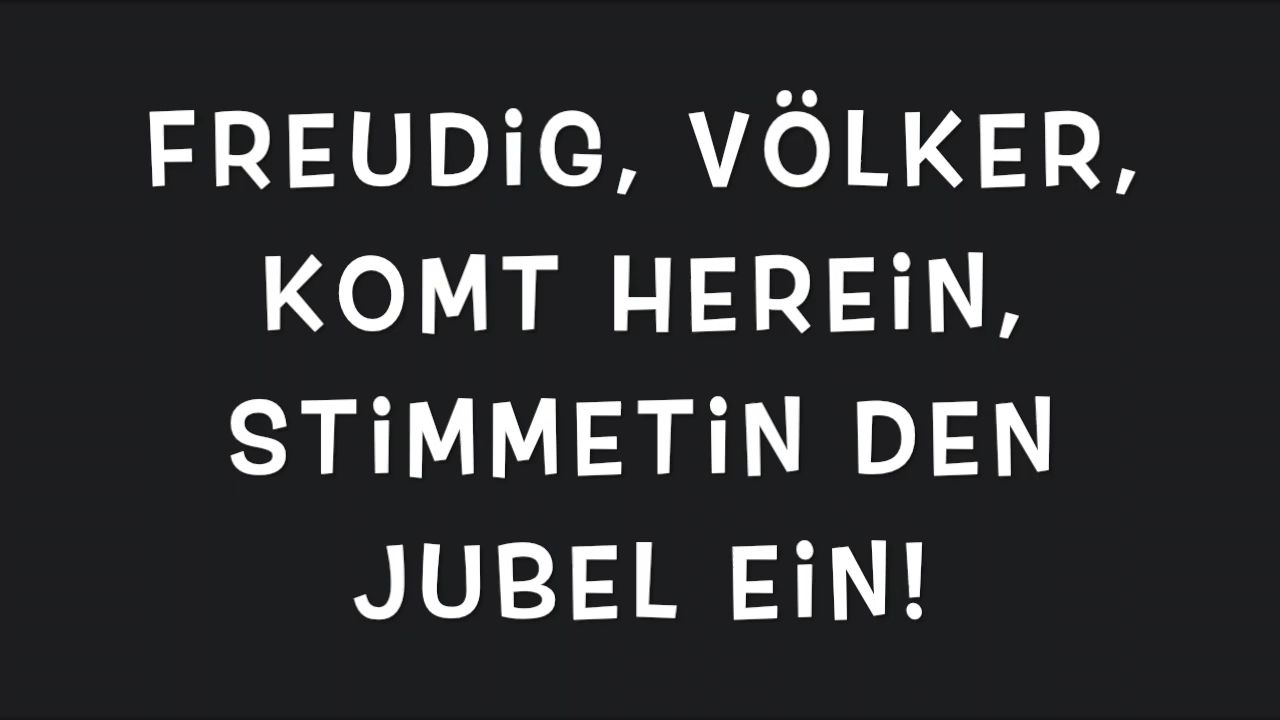 FREUDiG, VÖLKER,
KOMT HEREiN,
STiMMETiN DEN
JUBEL EiN!